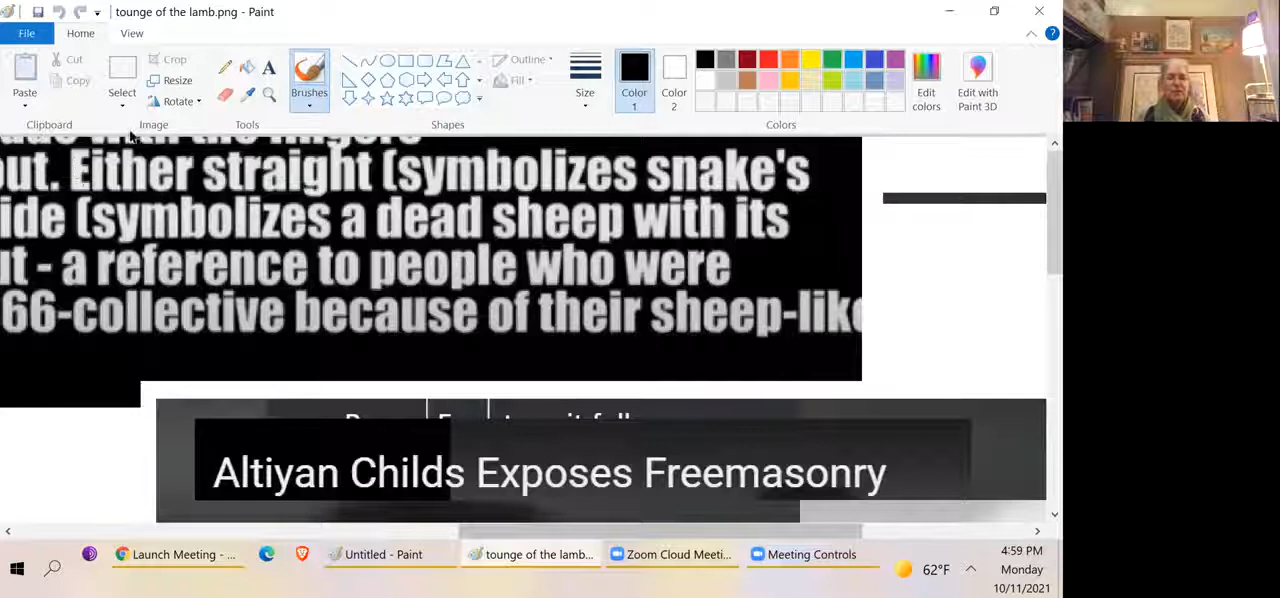 tounge of the lamb.png - Paint
File Home View
Cut Crop Outline
Copy Resize Fill
Paste Select Rotate Brushes Size Color Color Edit Edit with
1 2 colors Paint 3D
Clipboard Image Tools Shapes Colors
with the fingers
out. Either straight (symbolizes snake's
ide (symbolizes a dead sheep with its
ut - a reference to people who were
66-collective because of their sheep-like
Altiyan Childs Exposes Freemasonry
Launch Meeting - ... Untitled - Paint tounge of the lamb... Zoom Cloud Meeti... Meeting Controls 62°F
4:59 PM
Monday
10/11/2021